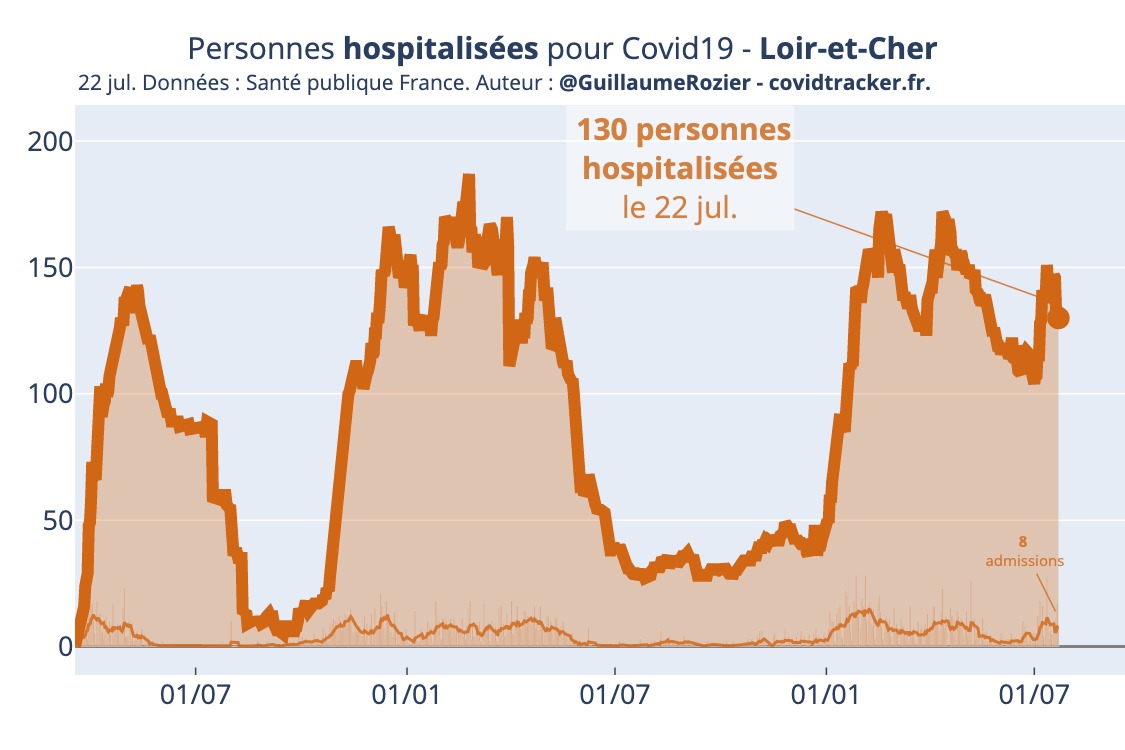 Personnes hospitalisées pour Covid19 - Loir-et-Cher
22 jul. Données : Santé publique France. Auteur : @GuillaumeRozier - covidtracker.fr.
130 personnes
hospitalisées
le 22 jul.
200
150
100
50
0
8
admissions
01/07
01/01
01/07
01/01
01/07